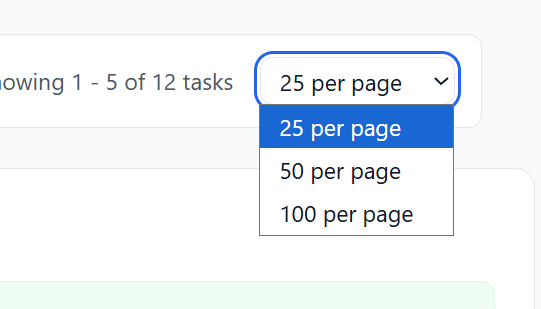 owing 1 - 5 of 12 tasks
25 per page
25 per page
50 per page
100 per page